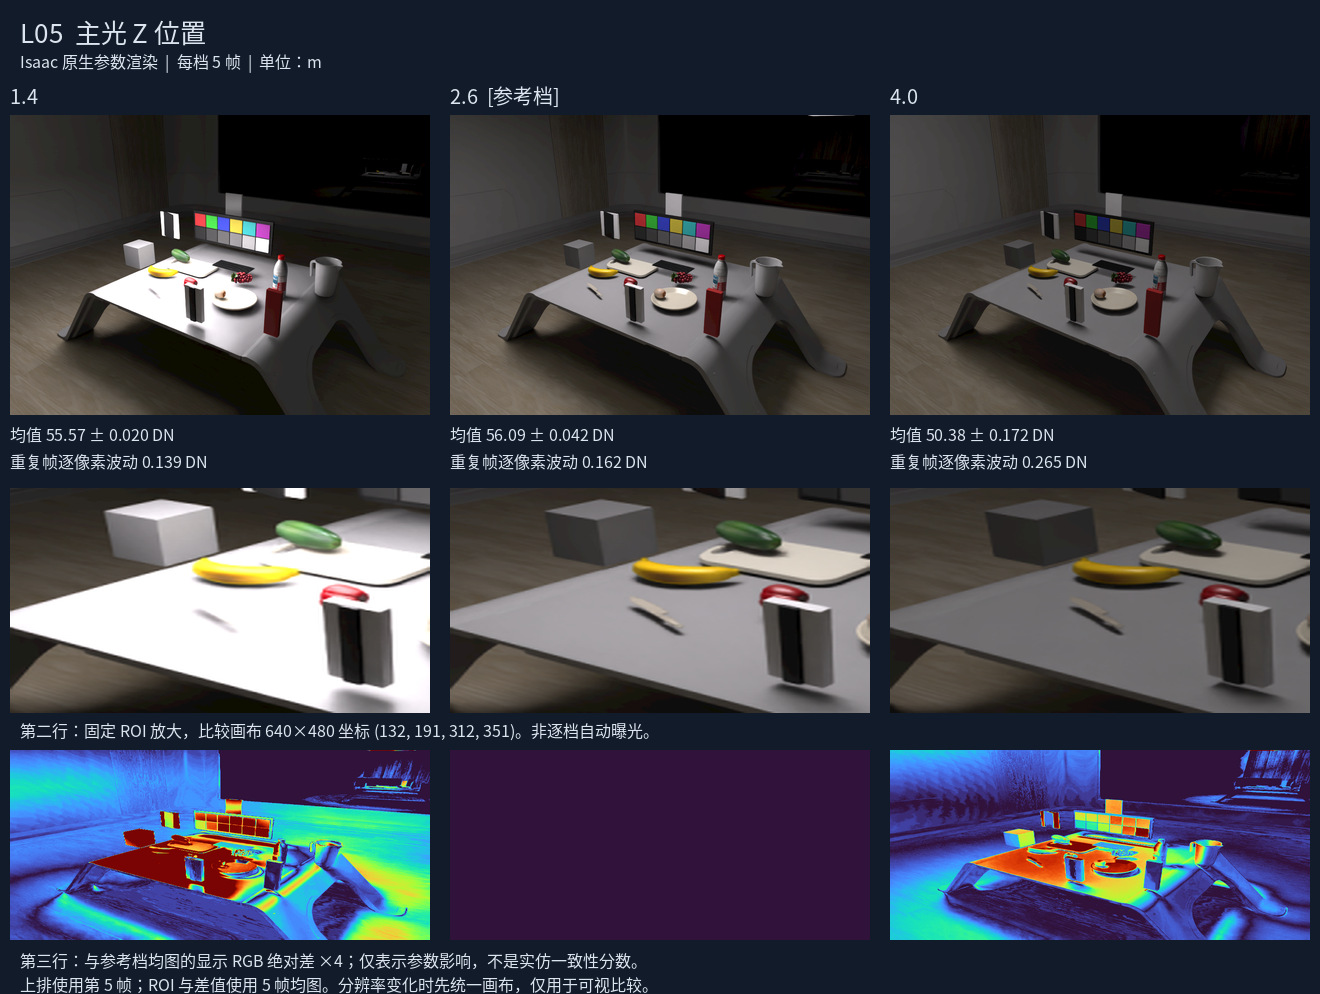 L05 主光 Z 位置
Isaac 原生参数渲染 | 每档 5 帧 | 单位：m
1.4
2.6 [参考档]
4.0
均值 55.57 ± 0.020 DN
重复帧逐像素波动 0.139 DN
均值 56.09 ± 0.042 DN
重复帧逐像素波动 0.162 DN
均值 50.38 ± 0.172 DN
重复帧逐像素波动 0.265 DN
第二行：固定 ROI 放大，比较画布 640×480 坐标 (132, 191, 312, 351)。非逐档自动曝光。
第三行：与参考档均图的显示 RGB 绝对差 ×4；仅表示参数影响，不是实仿一致性分数。
上排使用第 5 帧；ROI 与差值使用 5 帧均图。分辨率变化时先统一画布，仅用于可视比较。